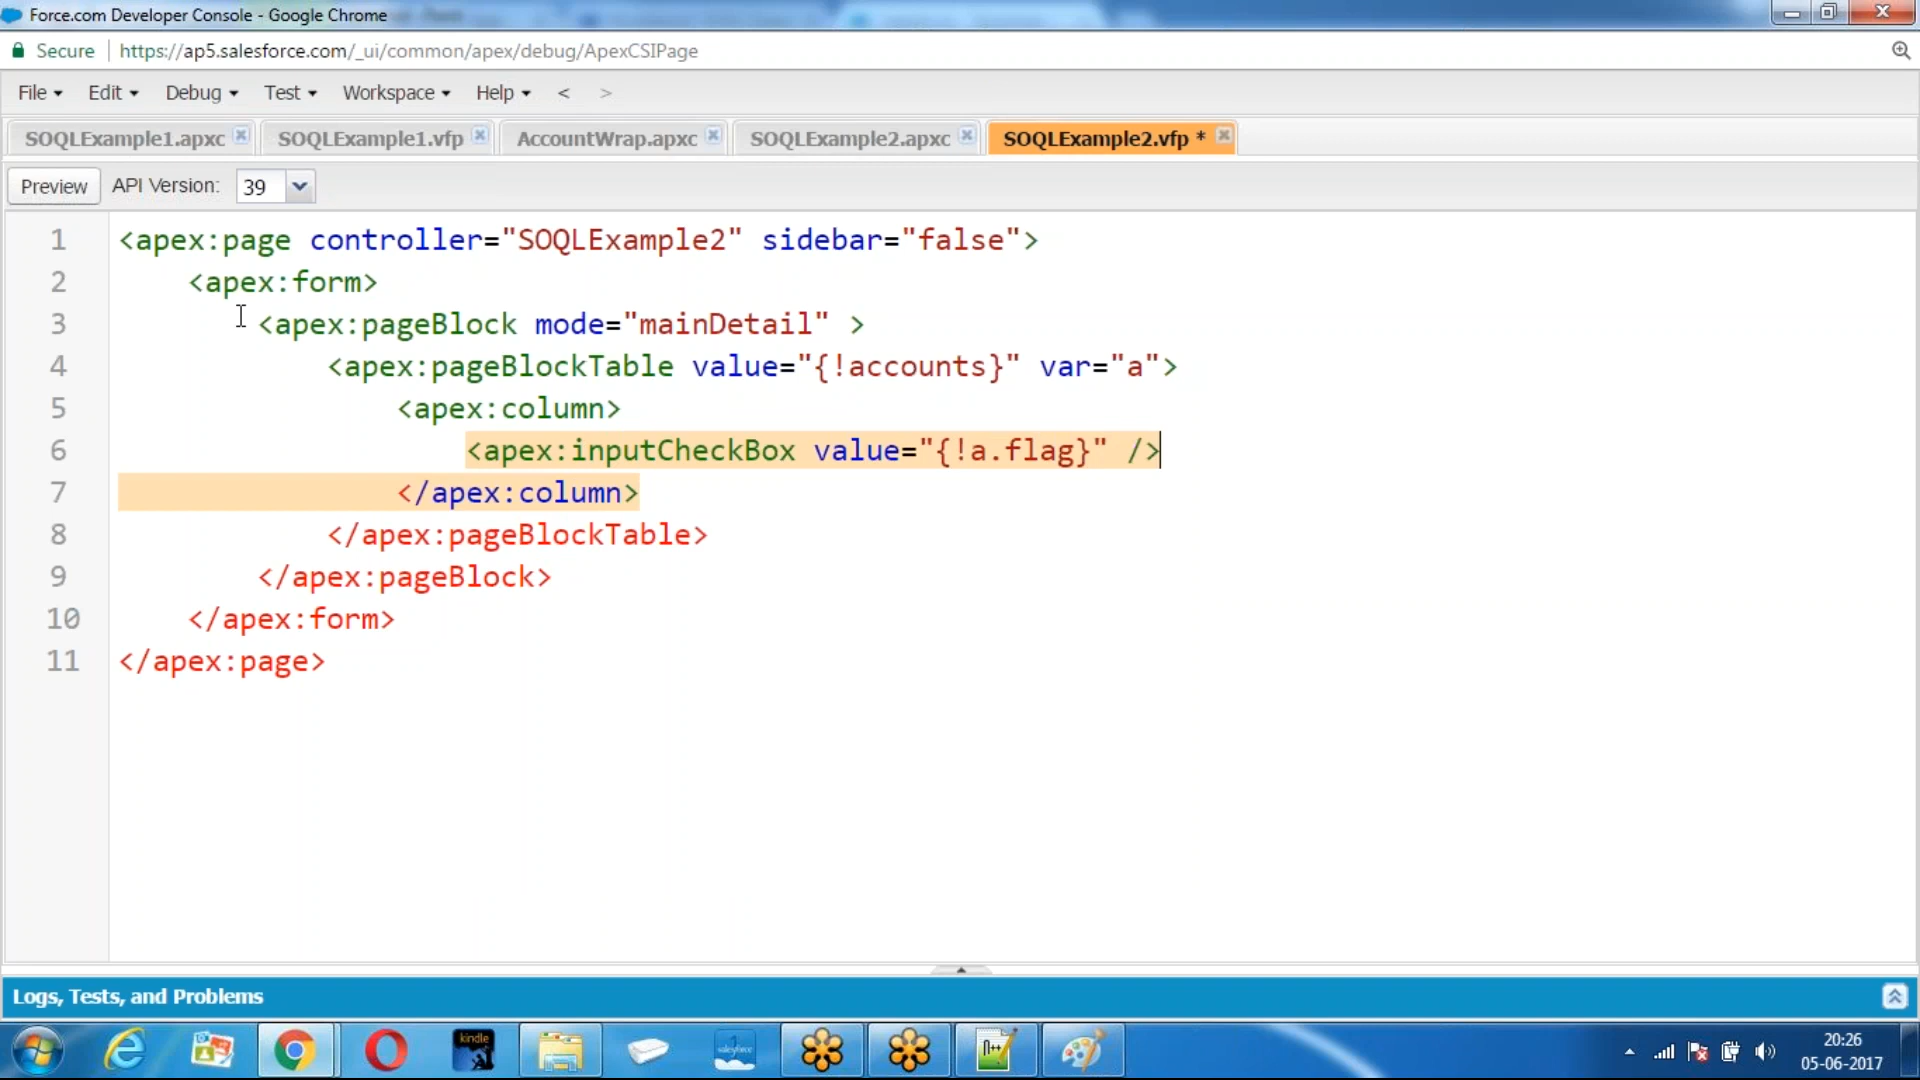 Force.com Developer Console - Google Chrome
Secure https://ap5.salesforce.com/_ui/common/apex/debug/ApexCSIPage
File Edit Debug Test Workspace Help < >
SOQLExample1.apxc SOQLExample1.vfp AccountWrap.apxc SOQLExample2.apxc SOQLExample2.vfp *
Preview API Version: 39
1 <apex:page controller="SOQLExample2" sidebar="false">
2 <apex:form>
3 <apex:pageBlock mode="mainDetail" >
4 <apex:pageBlockTable value="{!accounts}" var="a">
5 <apex:column>
6 <apex:inputCheckBox value="{!a.flag}" />
7 </apex:column>
8 </apex:pageBlockTable>
9 </apex:pageBlock>
10 </apex:form>
11 </apex:page>
Logs, Tests, and Problems
kindle
salesforce
n++
20:26
05-06-2017